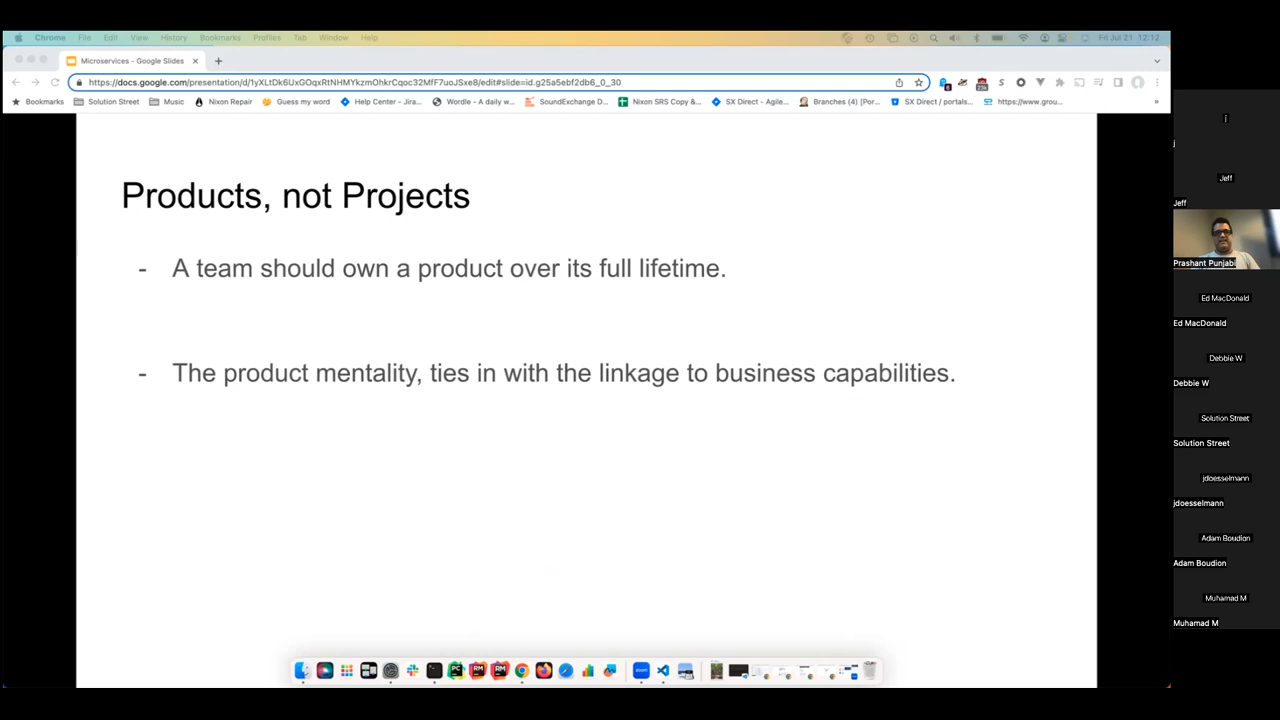 Chrome File Edit View History Bookmarks Profiles Tab Window Help Fri Jul 21 12:12
Microservices - Google Slides
https://docs.google.com/presentation/d/1yXLtDk6UxGOqxRtNHMYkzmOhkrCqoc32MfF7uoJSxe8/edit#slide=id.g25a5ebf2db6_0_30
Bookmarks Solution Street Music Nixon Repair Guess my word Help Center - Jira... Wordle - A daily w... SoundExchange D... Nixon SRS Copy &... SX Direct - Agile... Branches (4) [Por... SX Direct / portals... https://www.grou... »
Products, not Projects
- A team should own a product over its full lifetime.
- The product mentality, ties in with the linkage to business capabilities.
j
j
Jeff
Jeff
Prashant Punjabi
Ed MacDonald
Ed MacDonald
Debbie W
Debbie W
Solution Street
Solution Street
jdoesselmann
jdoesselmann
Adam Boudion
Adam Boudion
Muhamad M
Muhamad M